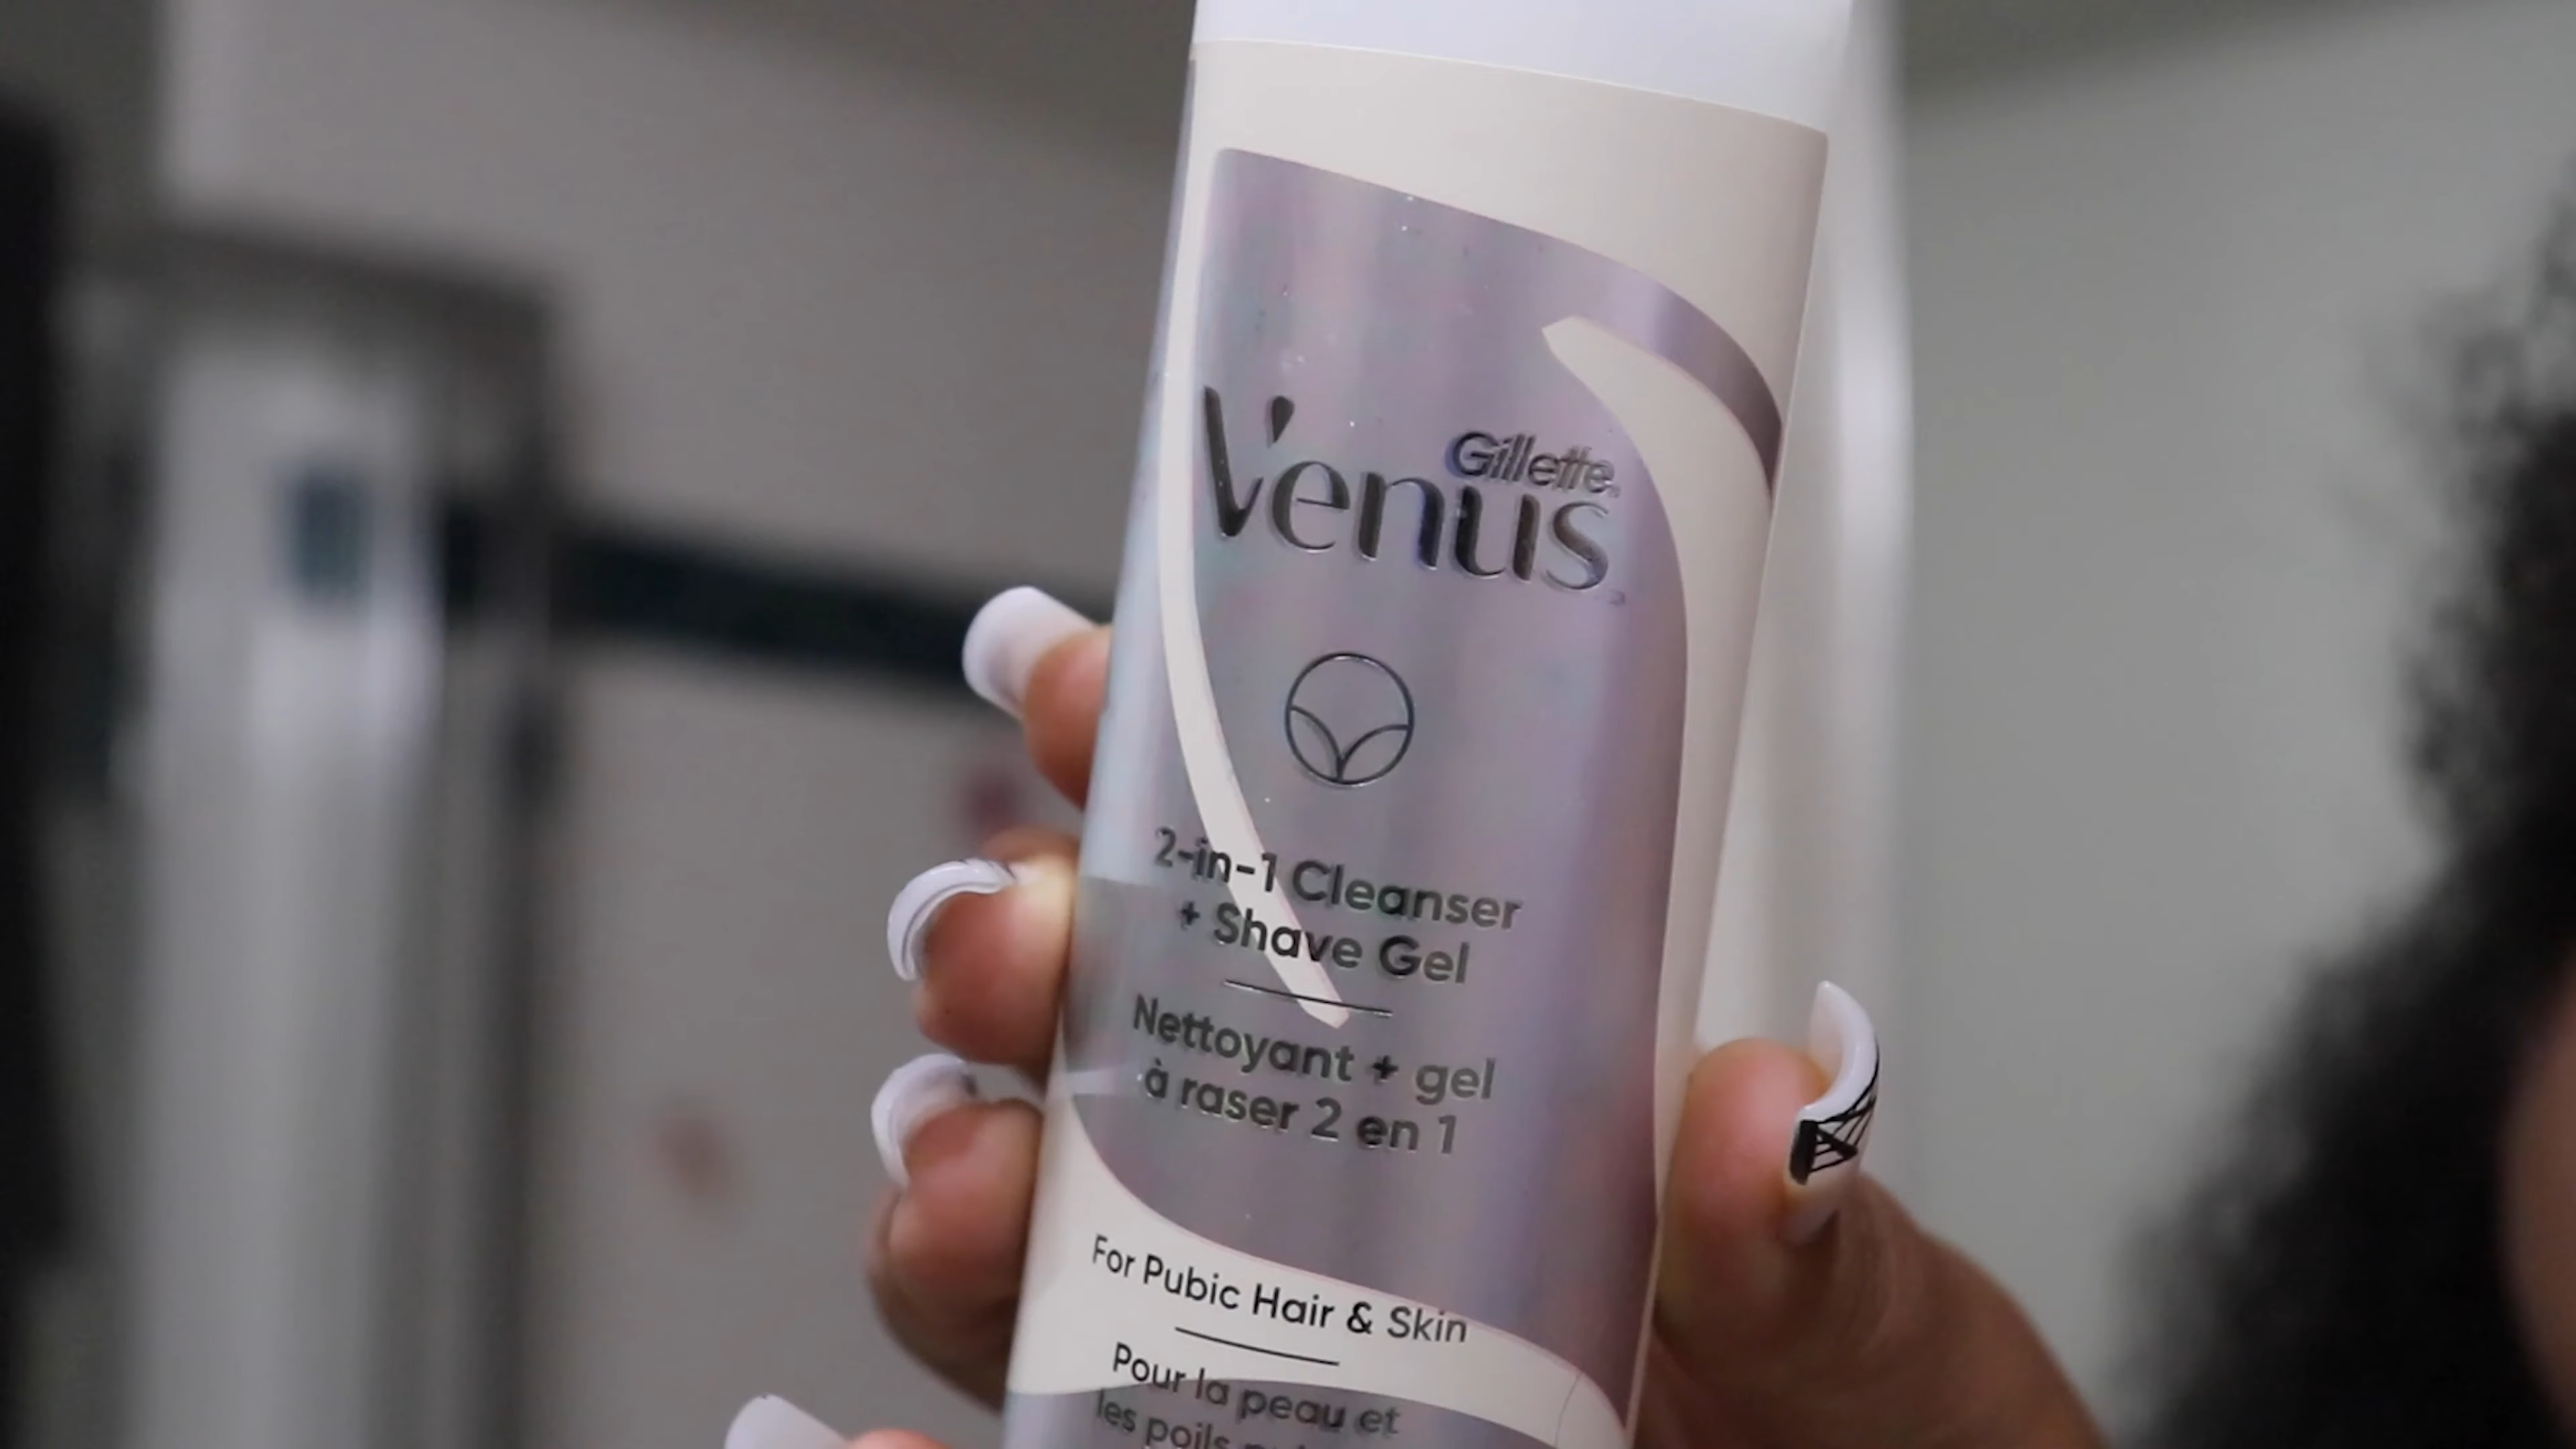 Gillette
Venus
2-in-1 Cleanser
+ Shave Gel
Nettoyant + gel
à raser 2 en 1
For Pubic Hair & Skin
Pour la peau et
les poils